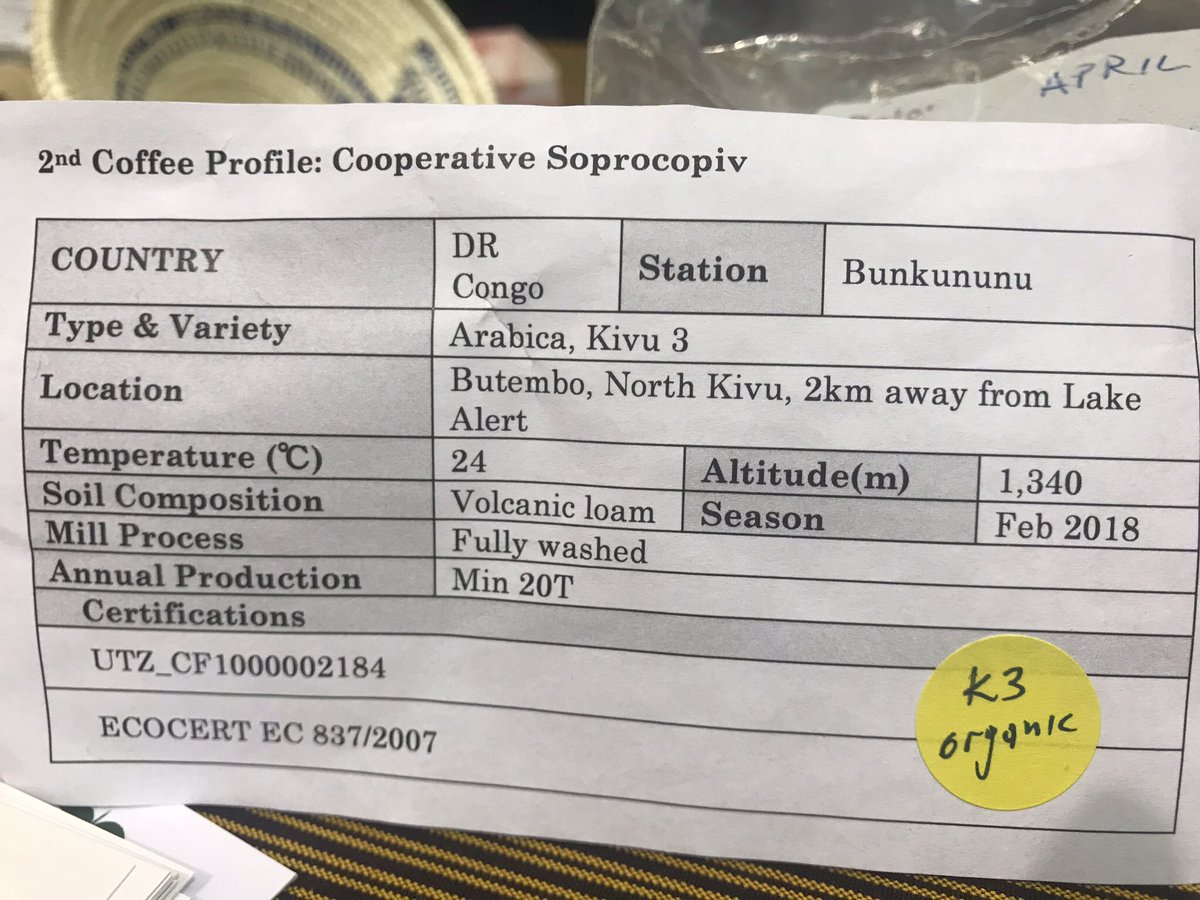 APRIL
2nd Coffee Profile: Cooperative Soprocopiv
COUNTRY DR Congo Station Bunkununu
Type & Variety Arabica, Kivu 3
Location Butembo, North Kivu, 2km away from Lake
Alert
Temperature (℃) 24 Altitude(m) 1,340
Soil Composition Volcanic loam Season Feb 2018
Mill Process Fully washed
Annual Production Min 20T
Certifications
UTZ_CF1000002184
ECOCERT EC 837/2007
K3
organic